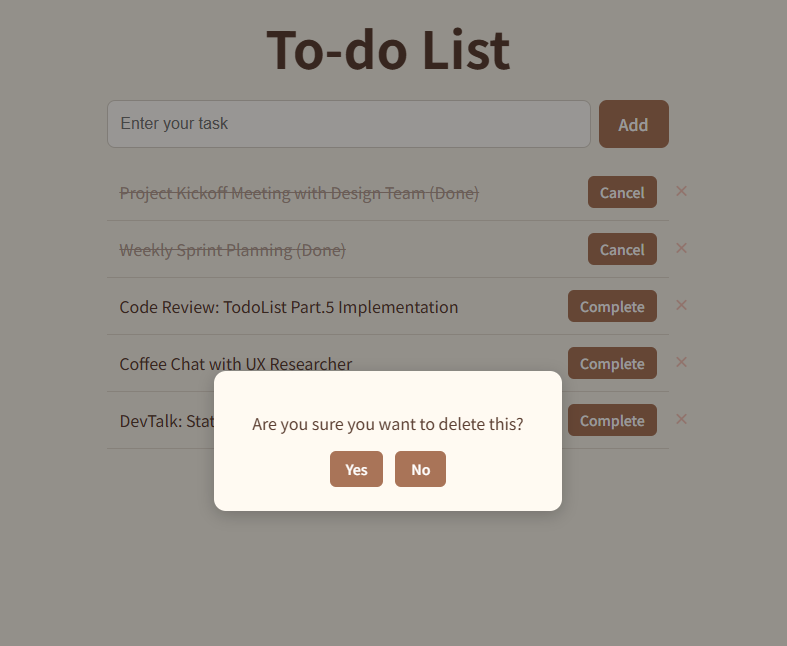 To-do List
Enter your task
Add
Project Kickoff Meeting with Design Team (Done)
Cancel
Weekly Sprint Planning (Done)
Cancel
Code Review: TodoList Part.5 Implementation
Complete
Coffee Chat with UX Researcher
Complete
DevTalk:
Complete
Are you sure you want to delete this?
Yes
No